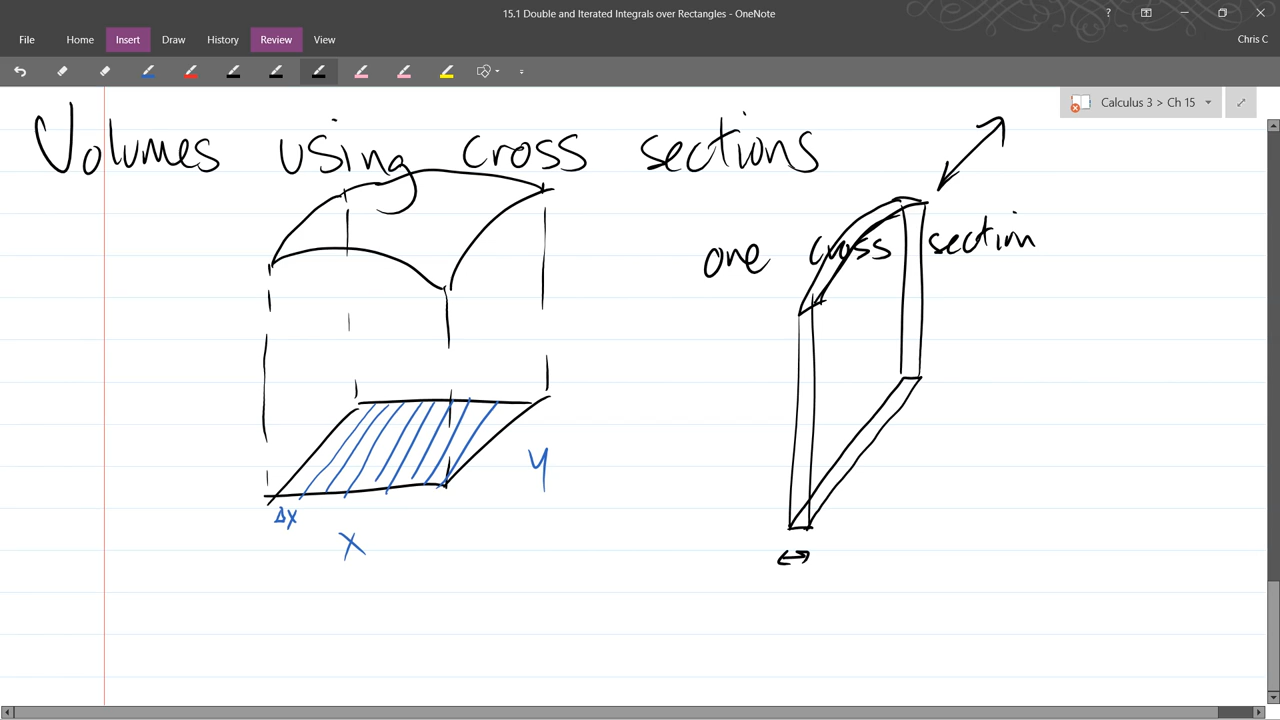 15.1 Double and Iterated Integrals over Rectangles - OneNote
File Home Insert Draw History Review View Chris C
Calculus 3 > Ch 15
Volumes using cross sections
one cross section
y
Δx
x